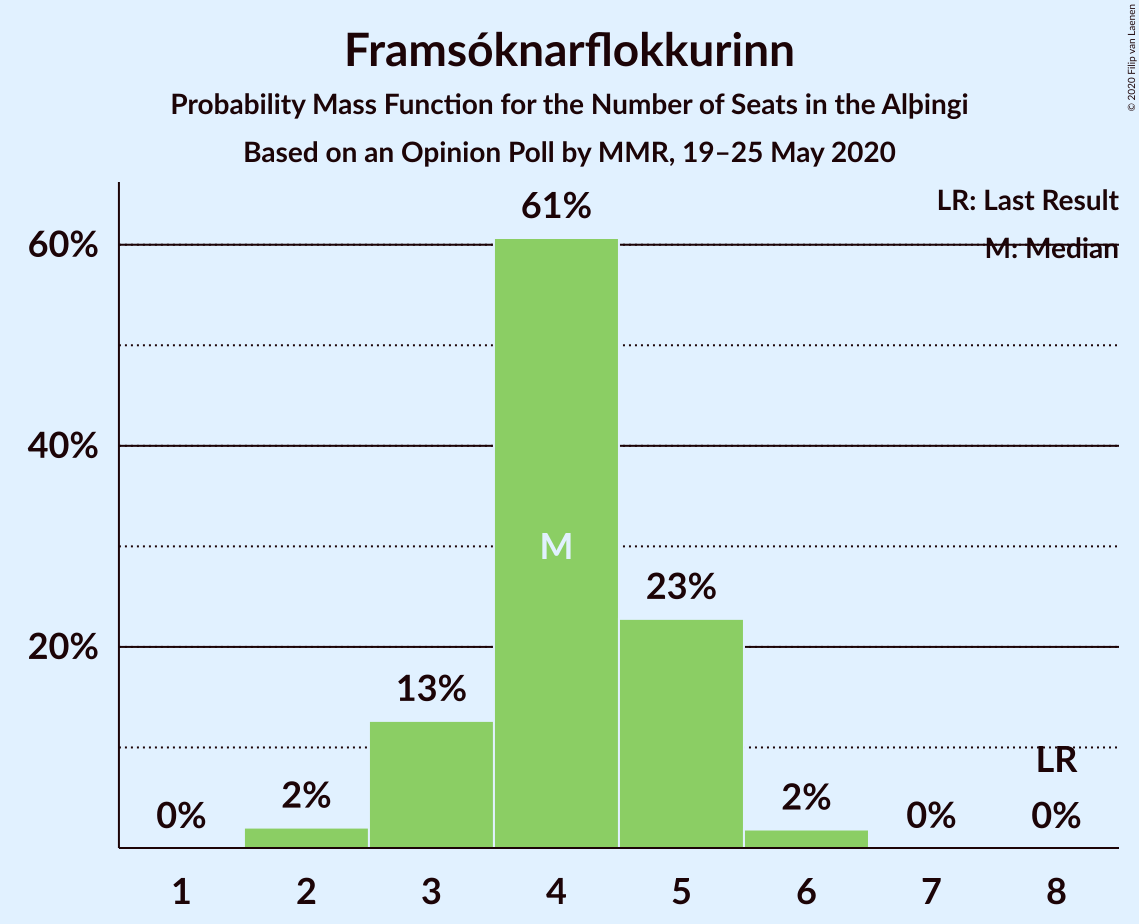 Framsóknarflokkurinn
Probability Mass Function for the Number of Seats in the Alþingi
Based on an Opinion Poll by MMR, 19–25 May 2020
© 2020 Filip van Laenen
LR: Last Result
M: Median
61%
60%
40%
M
23%
20%
13%
LR
0%
2%
2%
0%
0%
1
2
3
4
5
6
7
8